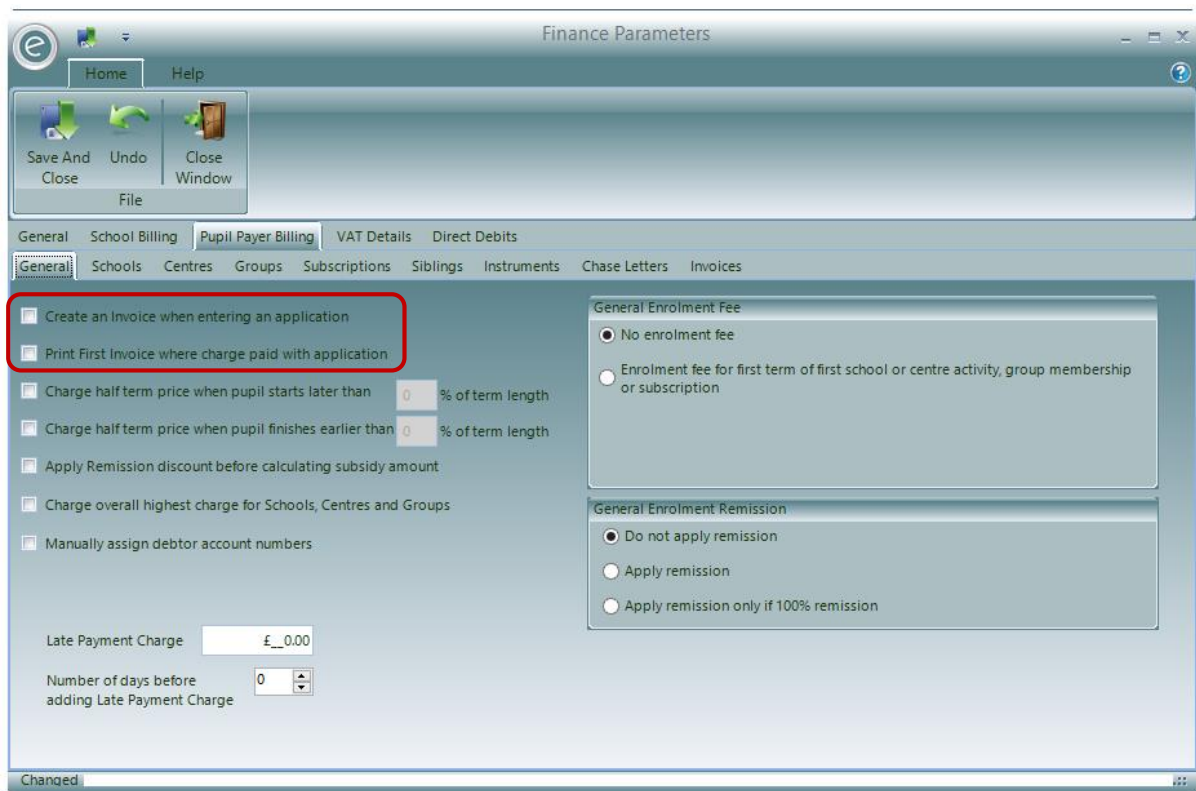 Finance Parameters
e
Home Help
Save And Close
Undo
Close Window
File
General School Billing Pupil Payer Billing VAT Details Direct Debits
General Schools Centres Groups Subscriptions Siblings Instruments Chase Letters Invoices
Create an Invoice when entering an application
Print First Invoice where charge paid with application
Charge half term price when pupil starts later than 0 % of term length
Charge half term price when pupil finishes earlier than 0 % of term length
Apply Remission discount before calculating subsidy amount
Charge overall highest charge for Schools, Centres and Groups
Manually assign debtor account numbers
Late Payment Charge £__0.00
Number of days before 0
adding Late Payment Charge
General Enrolment Fee
No enrolment fee
Enrolment fee for first term of first school or centre activity, group membership
or subscription
General Enrolment Remission
Do not apply remission
Apply remission
Apply remission only if 100% remission
Changed